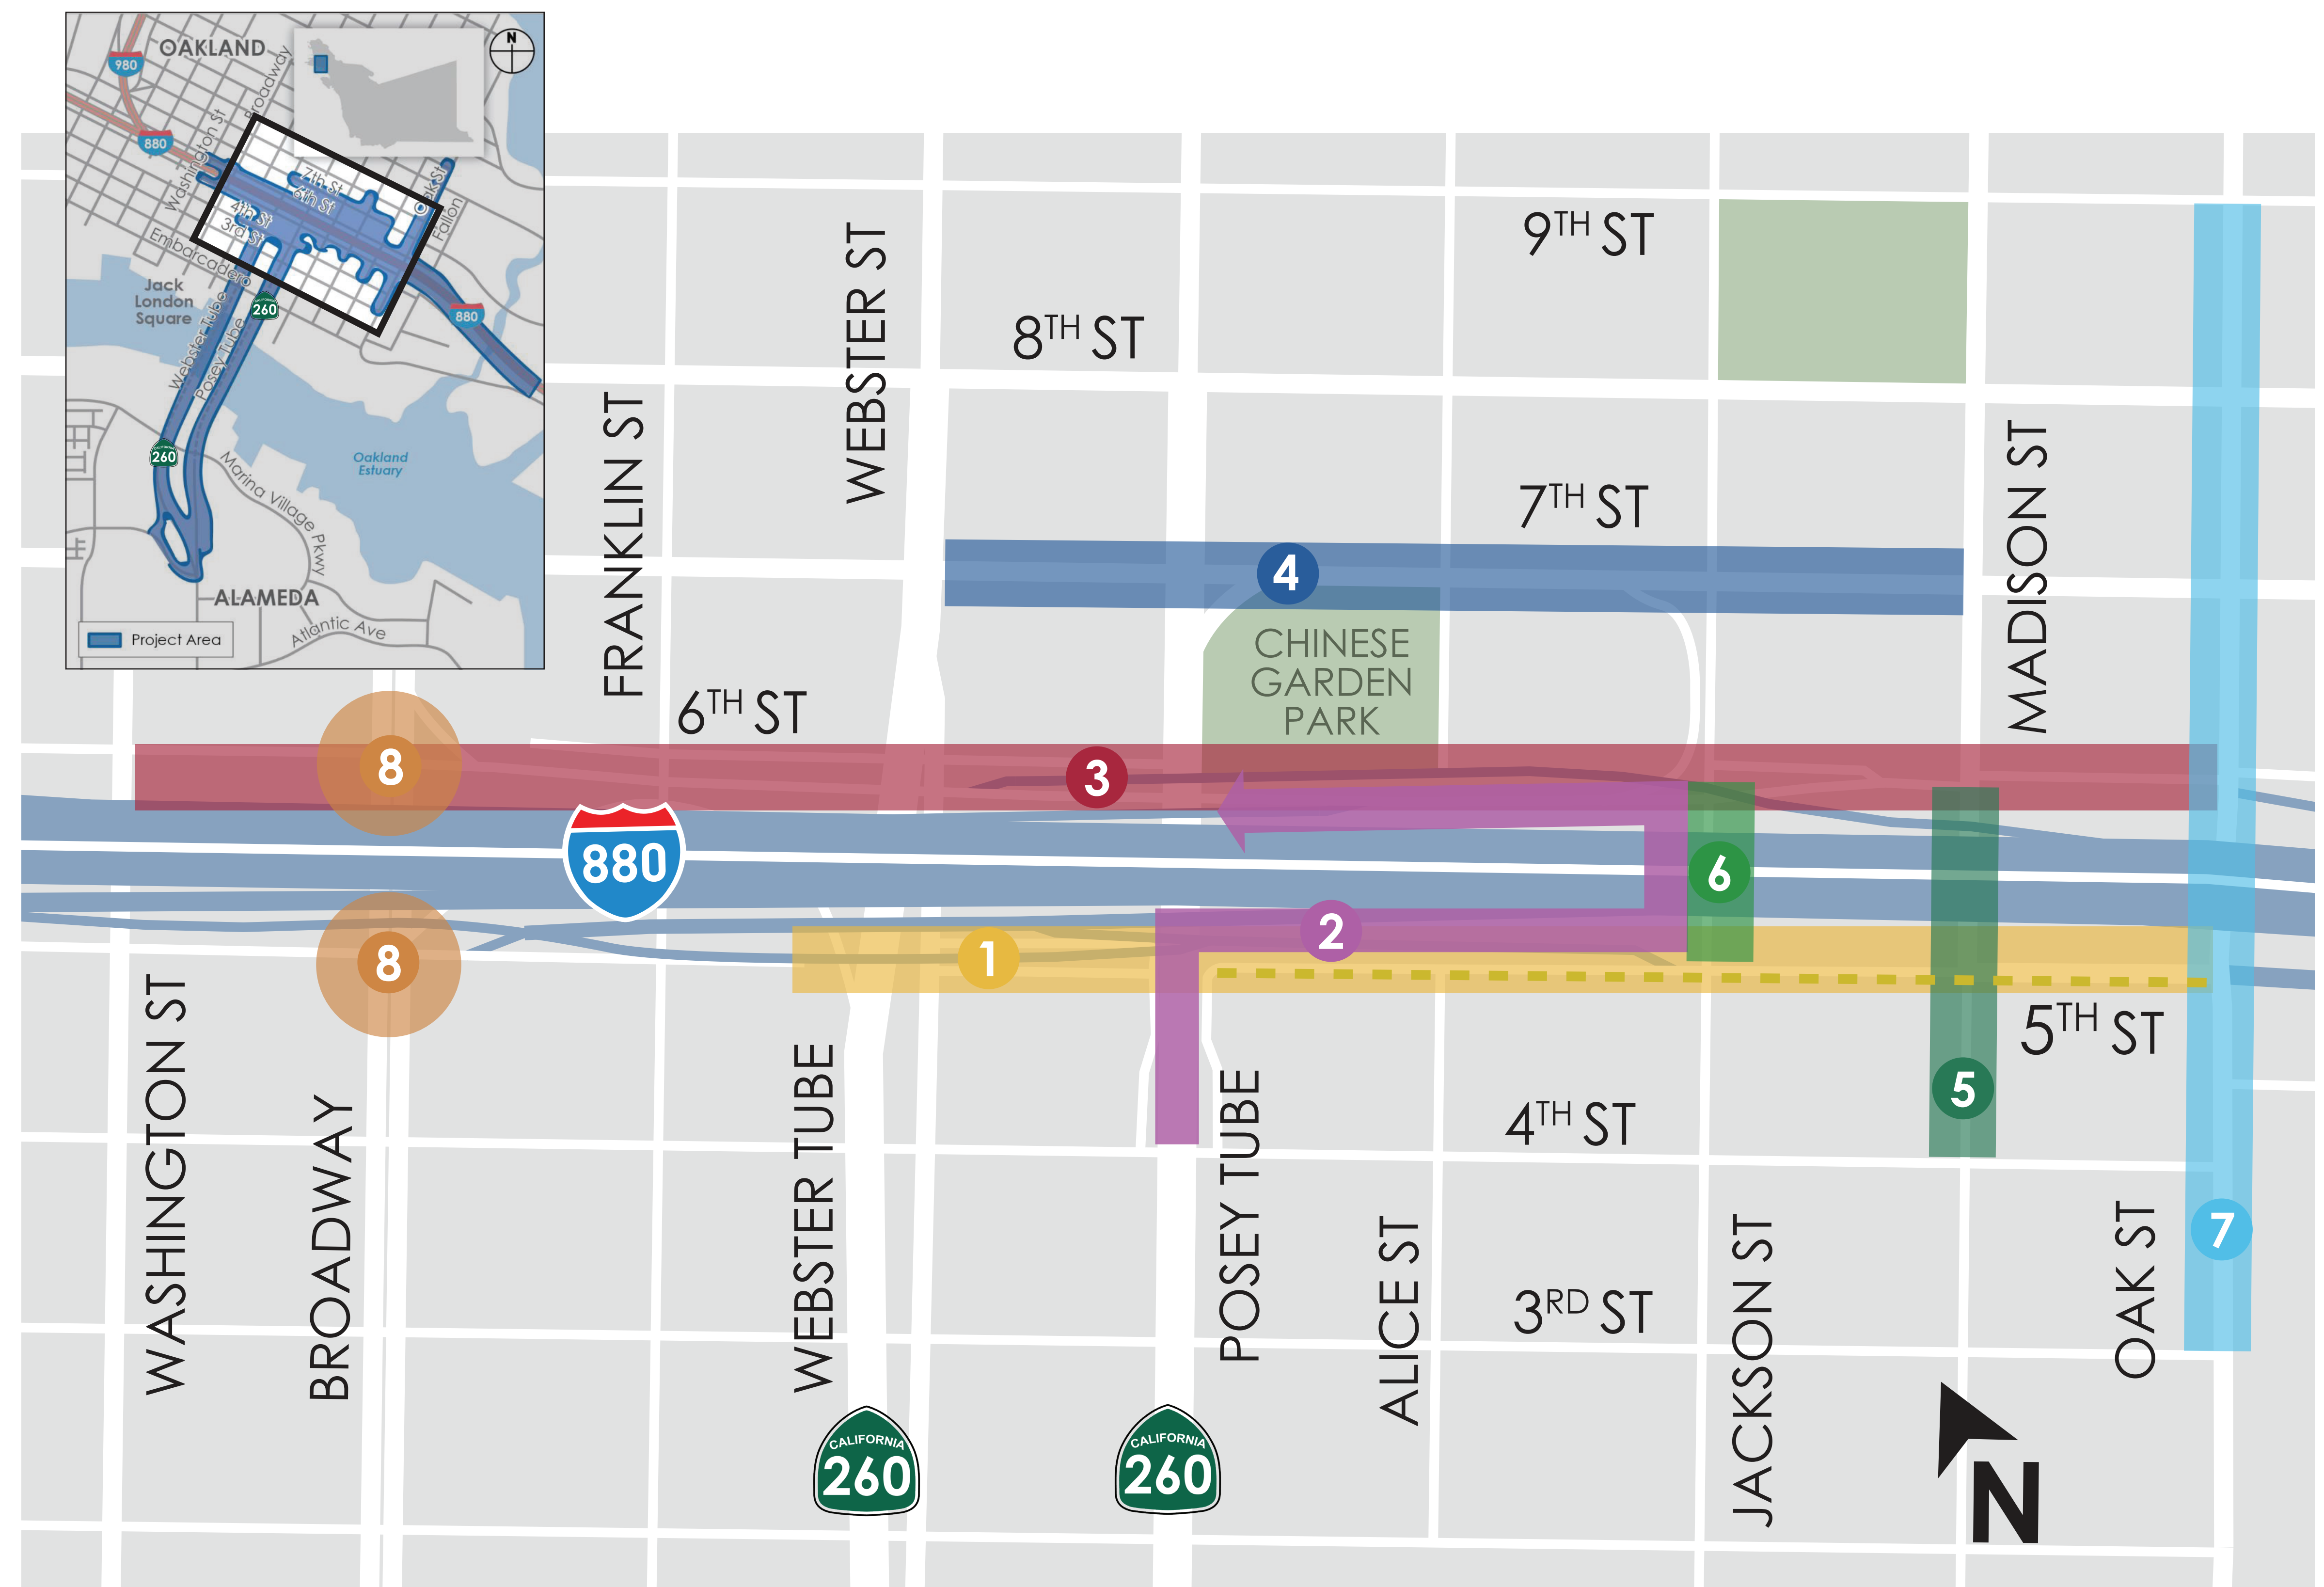 OAKLAND
N
980
Broadway
880
Washington St
7th St
6th St
Oak St
4th St
3rd St
Fallon
Embarcadero
Jack
London
Square
260
880
Webster Tube
Posey Tube
Oakland
Estuary
260
Marina Village Pkwy
ALAMEDA
Atlantic Ave
Project Area
9TH ST
WEBSTER ST
8TH ST
FRANKLIN ST
MADISON ST
7TH ST
4
CHINESE
GARDEN
PARK
6TH ST
8
3
880
6
2
1
8
5TH ST
5
WASHINGTON ST
BROADWAY
WEBSTER TUBE
POSEY TUBE
4TH ST
ALICE ST
3RD ST
JACKSON ST
OAK ST
7
CALIFORNIA
260
CALIFORNIA
260
N